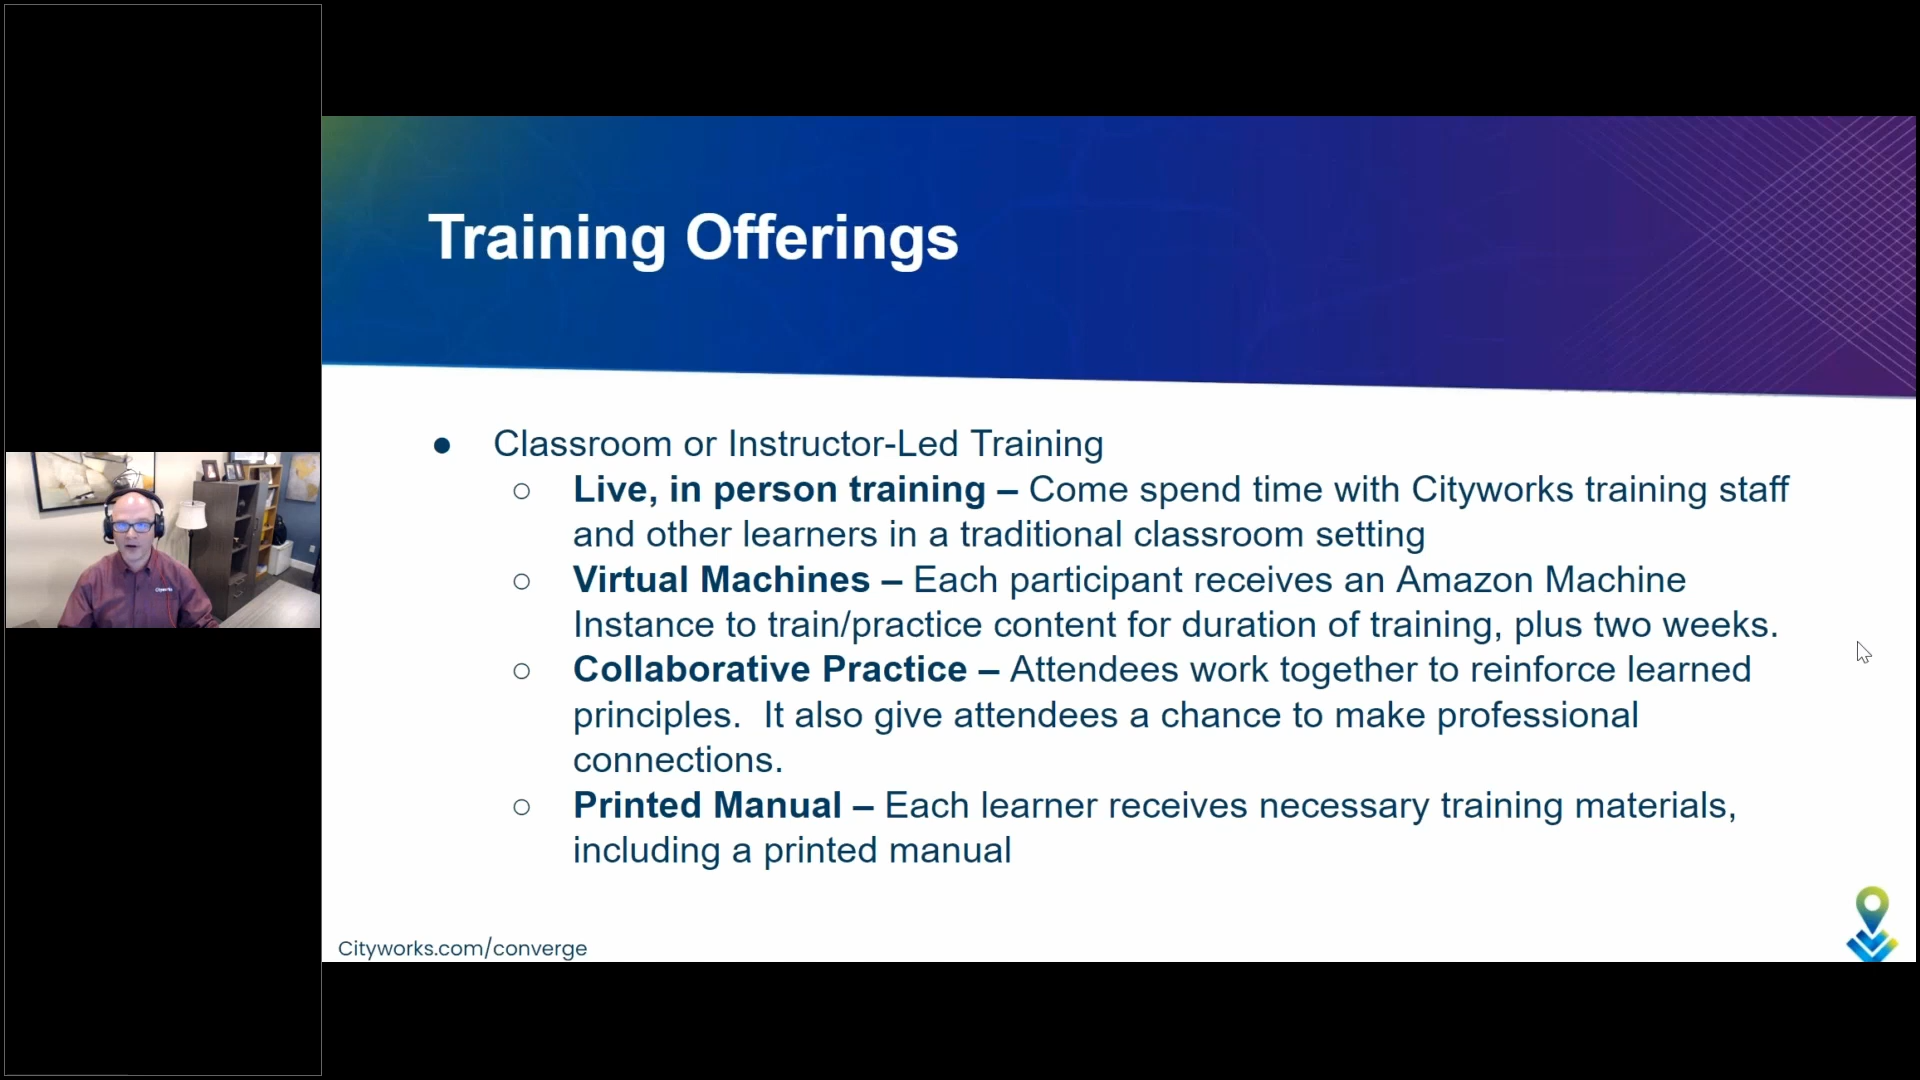 Training Offerings
● Classroom or Instructor-Led Training
○ Live, in person training – Come spend time with Cityworks training staff
and other learners in a traditional classroom setting
○ Virtual Machines – Each participant receives an Amazon Machine
Instance to train/practice content for duration of training, plus two weeks.
○ Collaborative Practice – Attendees work together to reinforce learned
principles.  It also give attendees a chance to make professional
connections.
○ Printed Manual – Each learner receives necessary training materials,
including a printed manual
Cityworks.com/converge